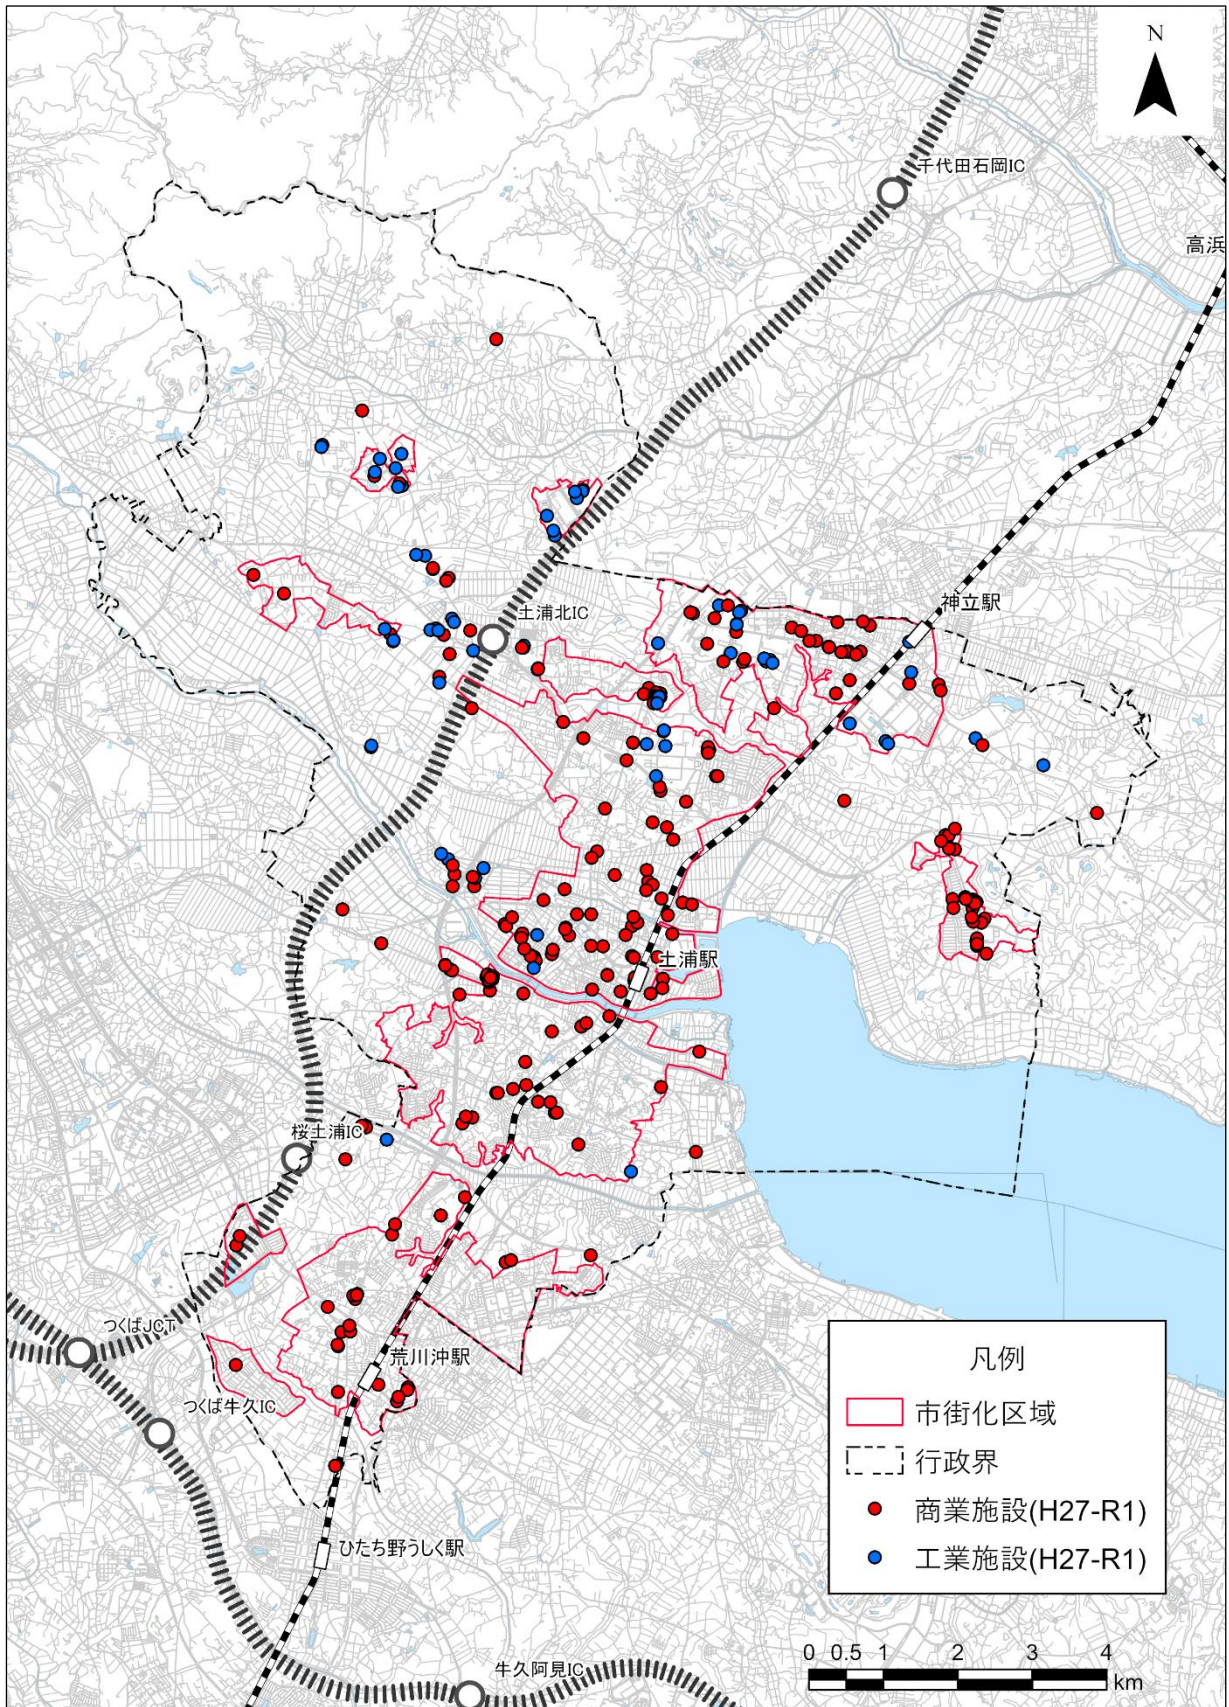 N
千代田石岡IC
高浜
神立駅
土浦北IC
土浦駅
桜土浦IC
つくばJCT
荒川沖駅
つくば牛久IC
ひたち野うしく駅
牛久阿見IC
凡例
市街化区域
行政界
商業施設(H27-R1)
工業施設(H27-R1)
0 0.5 1 2 3 4
km